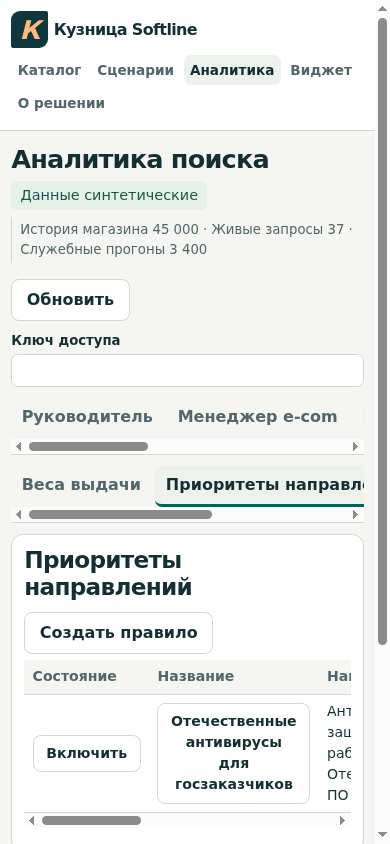 K Кузница Softline
Каталог Сценарии Аналитика Виджет
О решении
Аналитика поиска
Данные синтетические
История магазина 45 000 · Живые запросы 37 ·
Служебные прогоны 3 400
Обновить
Ключ доступа
Руководитель Менеджер e-com
Веса выдачи
Приоритеты
направлений
Создать правило
Состояние Название
Включить
Отечественные
антивирусы
для
госзаказчиков
ПО